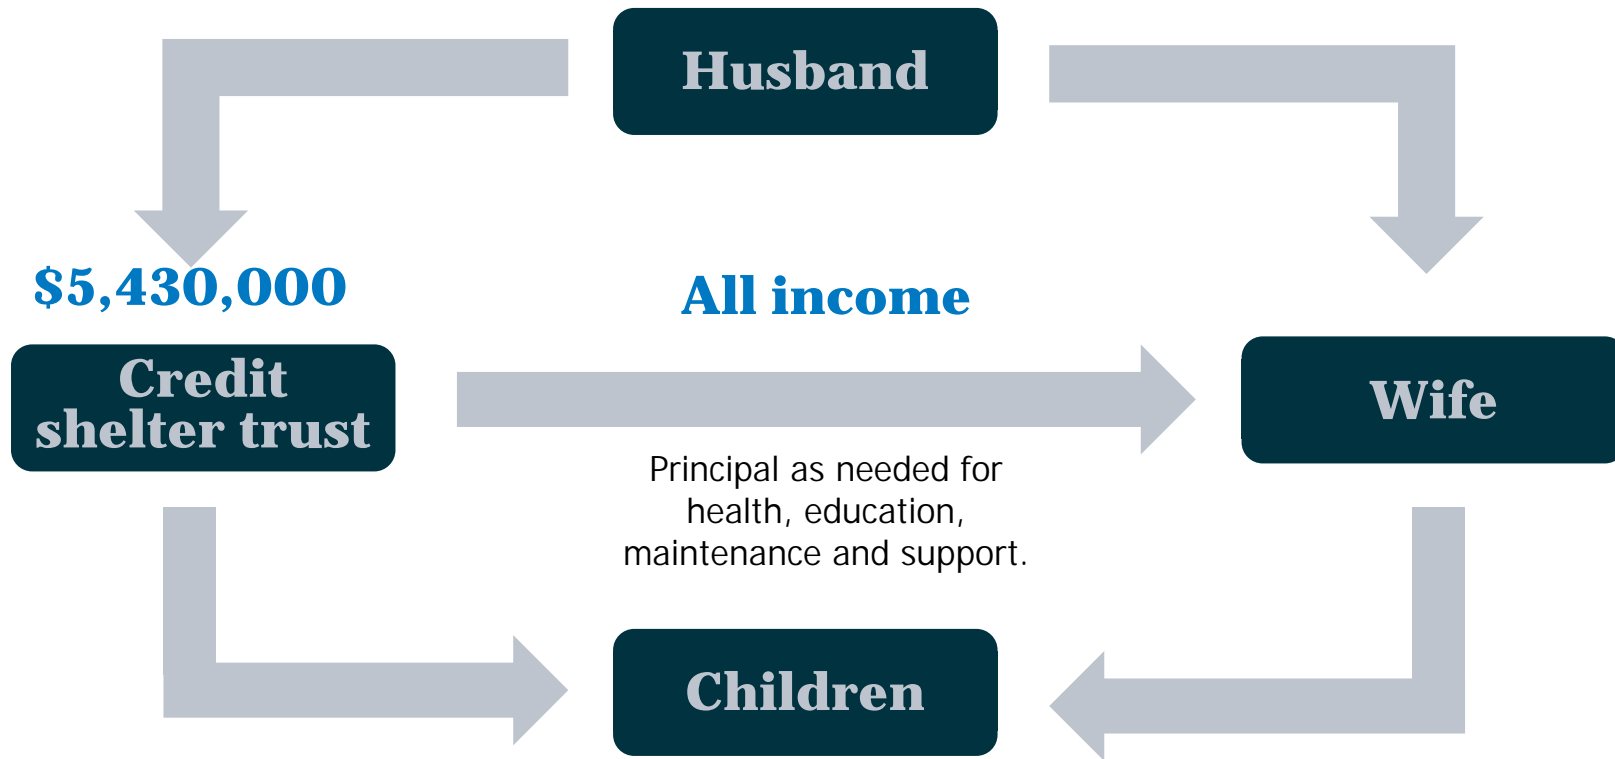 Husband
$5,430,000
All income
Credit
shelter trust
Wife
Principal as needed for
health, education,
maintenance and support.
Children